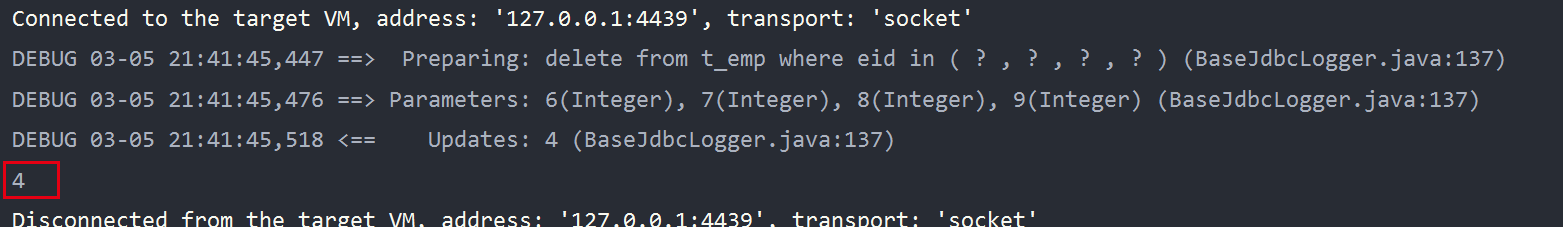 Connected to the target VM, address: '127.0.0.1:4439', transport: 'socket'
DEBUG 03-05 21:41:45,447 ==>  Preparing: delete from t_emp where eid in ( ? , ? , ? , ? ) (BaseJdbcLogger.java:137)
DEBUG 03-05 21:41:45,476 ==> Parameters: 6(Integer), 7(Integer), 8(Integer), 9(Integer) (BaseJdbcLogger.java:137)
DEBUG 03-05 21:41:45,518 <==    Updates: 4 (BaseJdbcLogger.java:137)
4
Disconnected from the target VM, address: '127.0.0.1:4439', transport: 'socket'